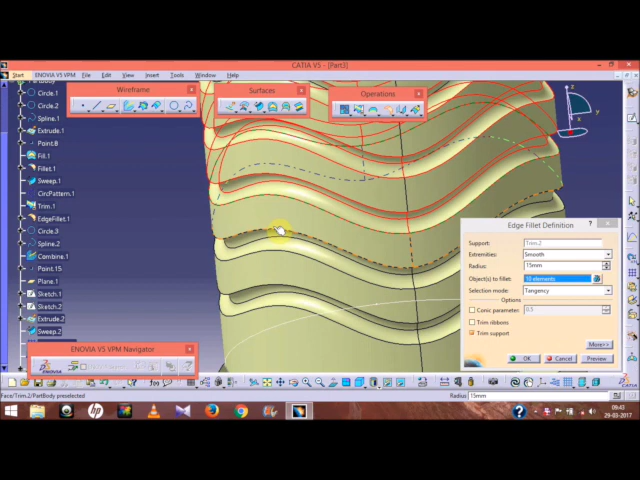 CATIA V5 - [Part3]
Start ENOVIA V5 VPM File Edit View Insert Tools Window Help
Wireframe
Surfaces
Operations
Circle.1
Circle.2
Spline.1
Extrude.1
Point.8
Fill.1
Fillet.1
Sweep.1
CircPattern.1
Trim.1
EdgeFillet.1
Circle.3
Spline.2
Combine.1
Point.15
Plane.1
Sketch.1
Sketch.2
Extrude.2
Sweep.2
z
y
x
Edge Fillet Definition
Support: Trim.2
Extremities: Smooth
Radius: 15mm
Object(s) to fillet: 10 elements
Selection mode: Tangency
Options
Conic parameter: 0.5
Trim ribbons
Trim support
More>>
OK Cancel Preview
ENOVIA V5 VPM Navigator
ENOVIA
CATIA
Face/Trim.2/PartBody preselected
Radius 15mm
09:43
29-03-2017